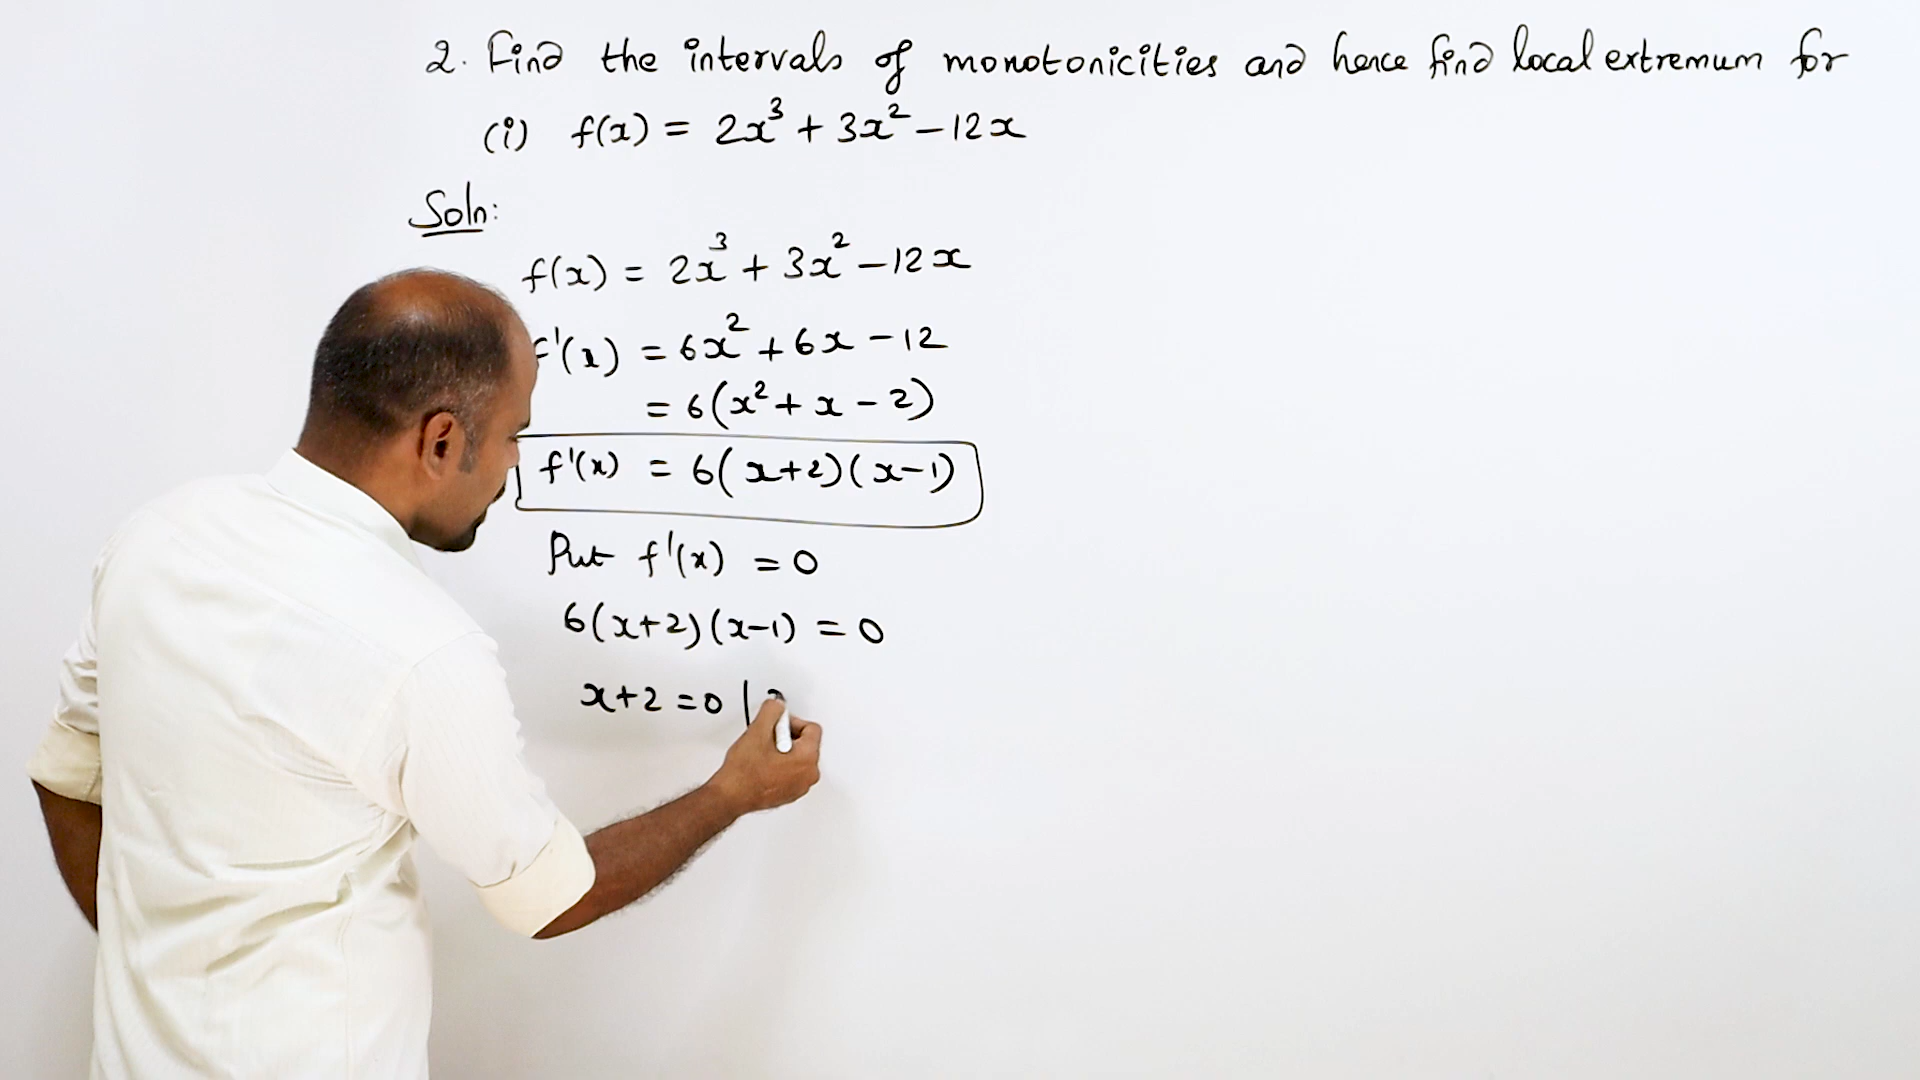 2. Find the intervals of monotonicities and hence find local extremum for
(i) f(x) = 2x³ + 3x² - 12x
Soln:
f(x) = 2x³ + 3x² - 12x
f'(x) = 6x² + 6x - 12
= 6(x² + x - 2)
f'(x) = 6(x+2)(x-1)
Put f'(x) = 0
6(x+2)(x-1) = 0
x+2 = 0 |